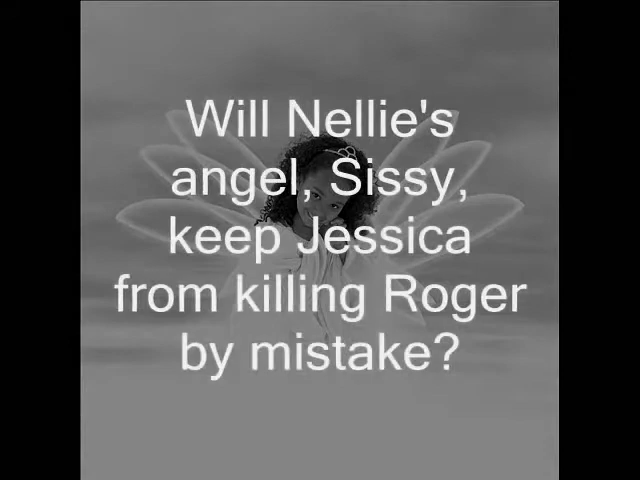 Will Nellie's
angel, Sissy,
keep Jessica
from killing Roger
by mistake?